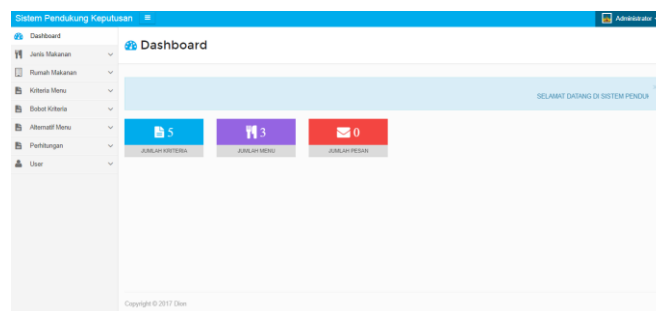 Sistem Pendukung Keputusan
Administrator
Dashboard
Jenis Makanan
Rumah Makanan
Kriteria Menu
Bobot Kriteria
Alternatif Menu
Perhitungan
User
Dashboard
SELAMAT DATANG DI SISTEM PENDUK
5
JUMLAH KRITERIA
3
JUMLAH MENU
0
JUMLAH PESAN
Copyright © 2017 Dion